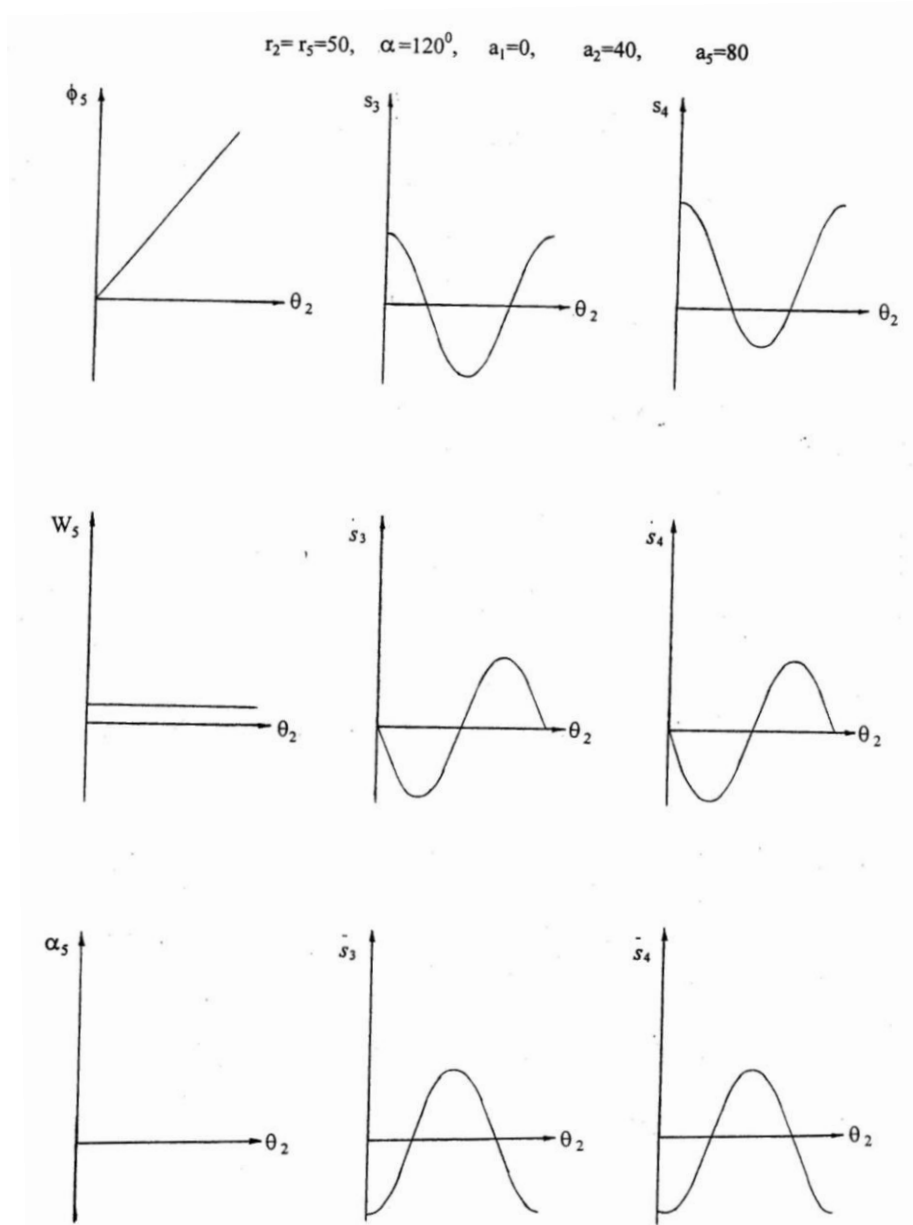 r₂= r₅=50, α=120⁰, a₁=0, a₂=40, a₅=80
ϕ₅ s₃ s₄
θ₂ θ₂ θ₂
W₅ ṡ₃ ṡ₄
θ₂ θ₂ θ₂
α₅ s̄₃ s̄₄
θ₂ θ₂ θ₂